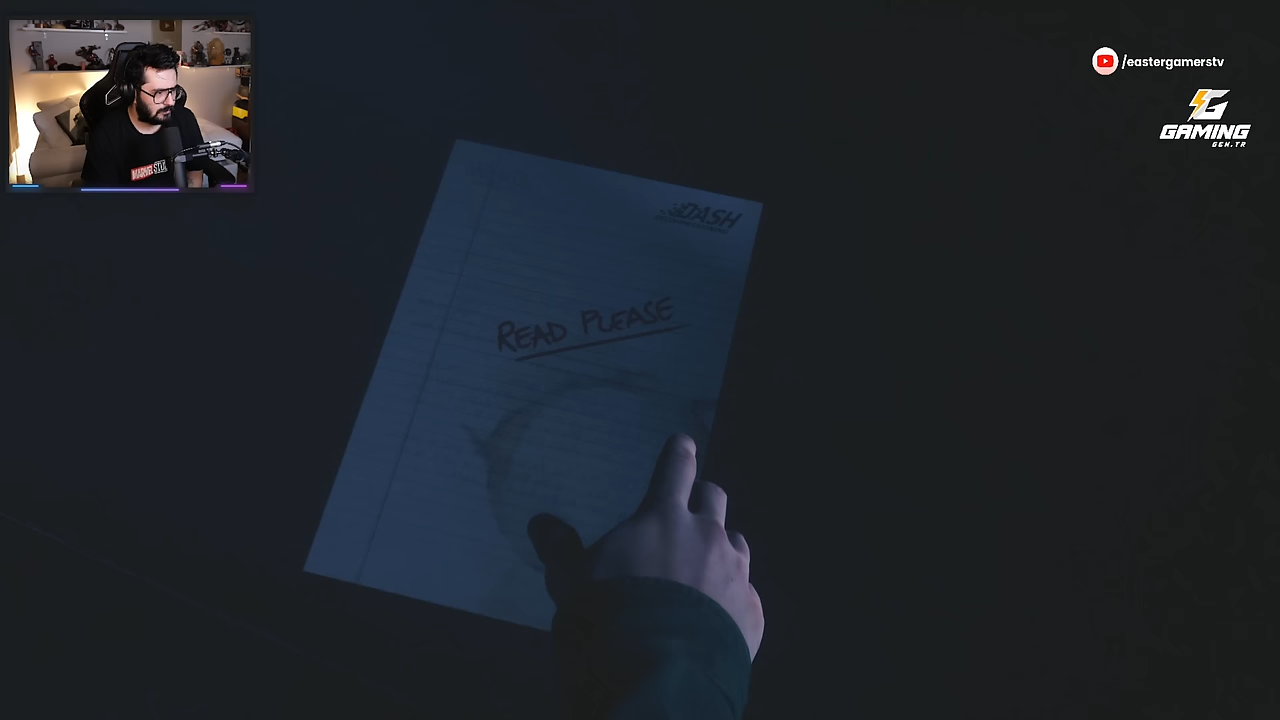 /eastergamerstv
GAMING
GEN.TR
DASH
READ PLEASE